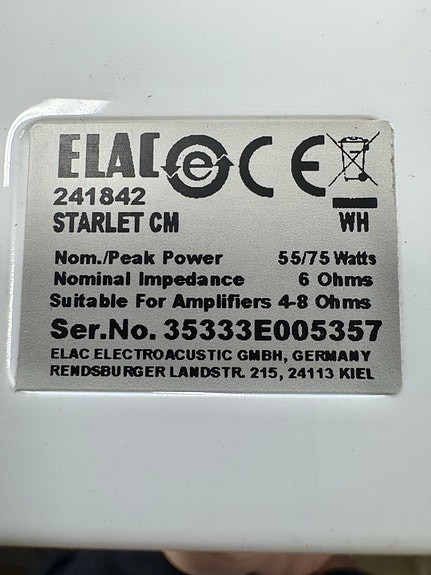 ELAC e CE
241842
STARLET CM WH
Nom./Peak Power 55/75 Watts
Nominal Impedance 6 Ohms
Suitable For Amplifiers 4-8 Ohms
Ser.No. 35333E005357
ELAC ELECTROACUSTIC GMBH, GERMANY
RENDSBURGER LANDSTR. 215, 24113 KIEL